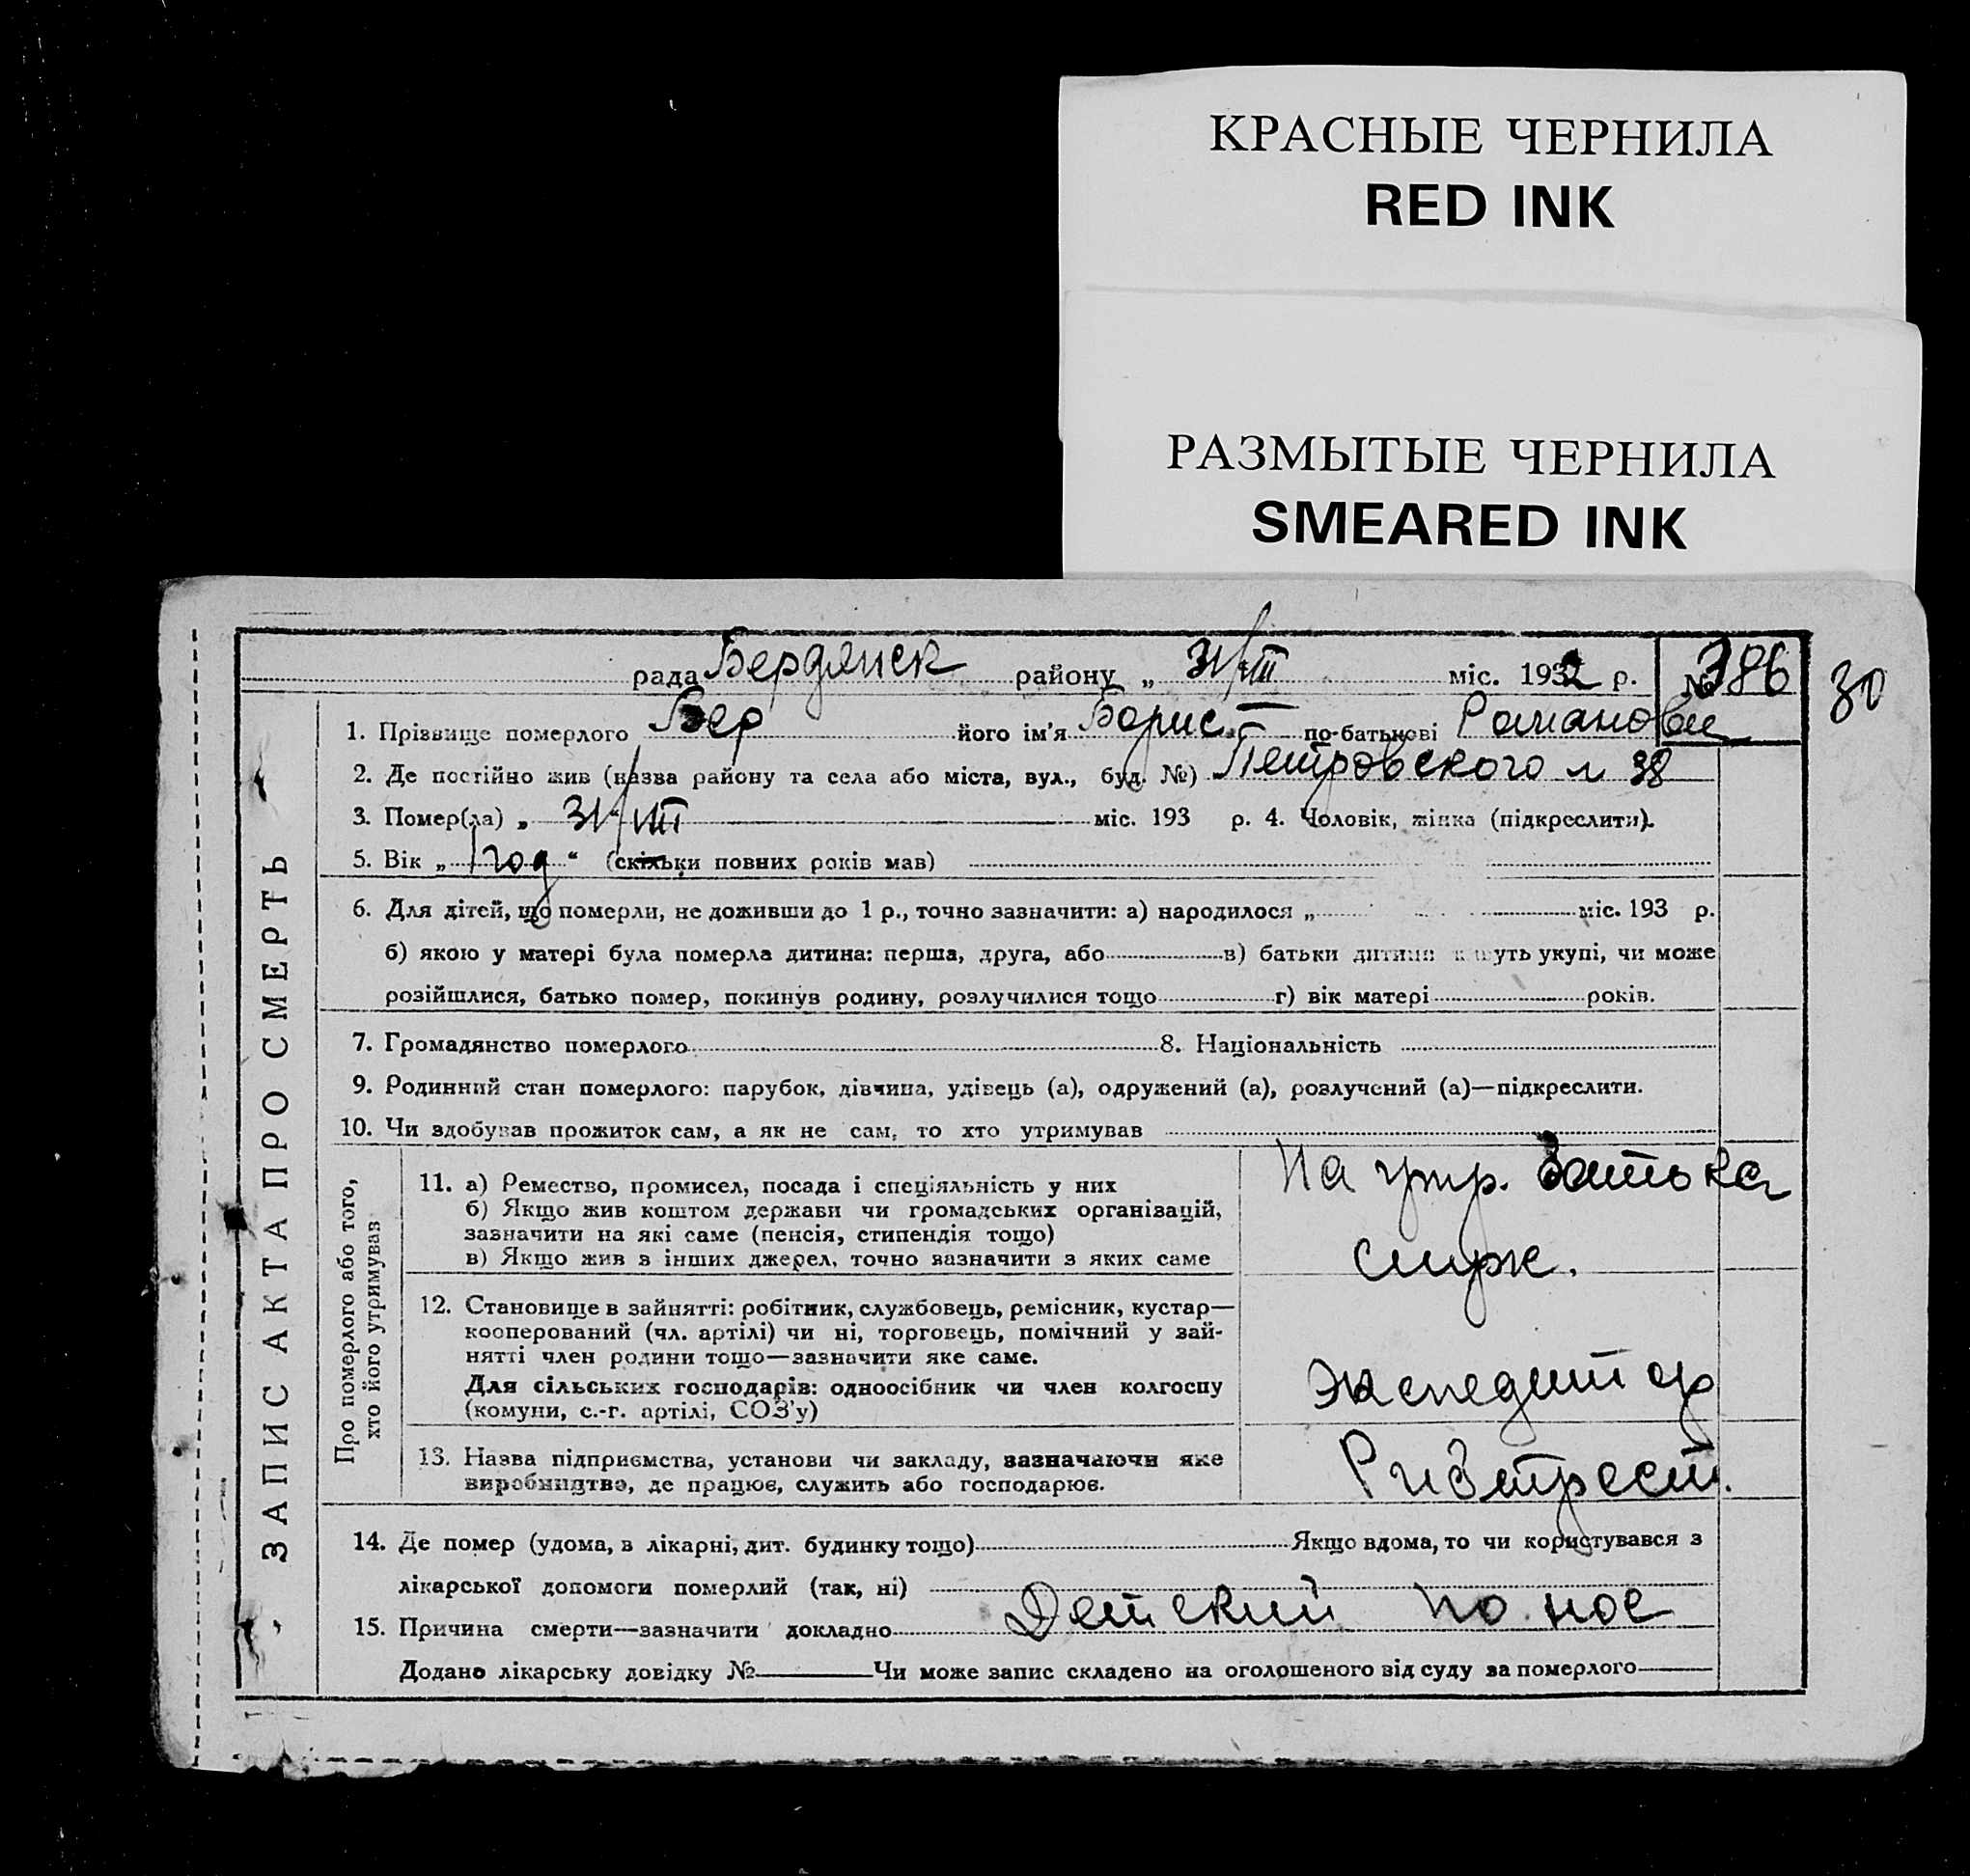 КРАСНЫЕ ЧЕРНИЛА
RED INK
РАЗМЫТЫЕ ЧЕРНИЛА
SMEARED INK
рада Бердянск району „ 31/VIII міс. 1932 р. № 386
30
ЗАПИС АКТА ПРО СМЕРТЬ
1. Прізвище померлого Бер його ім'я Борис по-батькові Романови
2. Де постійно жив (назва району та села або міста, вул., буд. №) Петровского 38
3. Помер(ла) „ 31/VIII міс. 193 р. 4. Чоловік, жінка (підкреслити).
5. Вік „ 1 год “ (скільки повних років мав)
6. Для дітей, що померли, не доживши до 1 р., точно зазначити: а) народилося „ міс. 193 р.
б) якою у матері була померла дитина: перша, друга, або в) батьки дитини живуть укупі, чи може
розійшлися, батько помер, покинув родину, розлучилися тощо г) вік матері років.
7. Громадянство померлого 8. Національність
9. Родинний стан померлого: парубок, дівчина, удівець (а), одружений (а), розлучений (а)—підкреслити.
10. Чи здобував прожиток сам, а як не сам, то хто утримував
Про померлого або того,
хто його утримував
11. а) Ремество, промисел, посада і спеціяльність у них
б) Якщо жив коштом держави чи громадських організацій,
зазначити на які саме (пенсія, стипендія тощо)
в) Якщо жив з інших джерел, точно зазначити з яких саме
На утр. батька
12. Становище в зайнятті: робітник, службовець, ремісник, кустар—
кооперований (чл. артілі) чи ні, торговець, помічний у зай-
нятті член родини тощо—зазначити яке саме.
Для сільських господарів: одноосібник чи член колгоспу
(комуни, с.-г. артілі, СОЗ'у)
экспедитор
13. Назва підприємства, установи чи закладу, зазначаючи яке
виробництво, де працює, служить або господарює.
14. Де помер (удома, в лікарні, дит. будинку тощо) Якщо вдома, то чи користувався з
лікарської допомоги померлий (так, ні)
15. Причина смерти—зазначити докладно Детский понос
Додано лікарську довідку № Чи може запис складено на оголошеного від суду за померлого